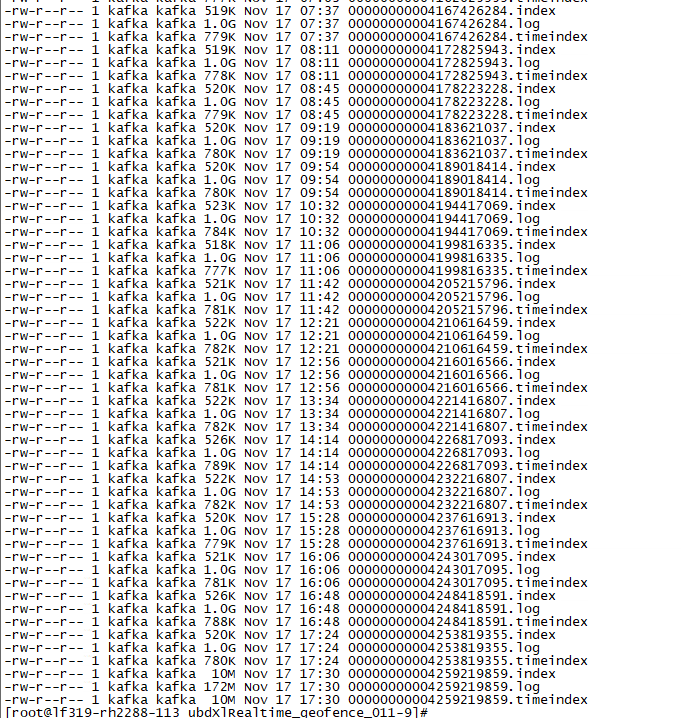 -rw-r--r-- 1 kafka kafka 519K Nov 17 07:37 00000000004167426284.index
-rw-r--r-- 1 kafka kafka 1.0G Nov 17 07:37 00000000004167426284.log
-rw-r--r-- 1 kafka kafka 779K Nov 17 07:37 00000000004167426284.timeindex
-rw-r--r-- 1 kafka kafka 519K Nov 17 08:11 00000000004172825943.index
-rw-r--r-- 1 kafka kafka 1.0G Nov 17 08:11 00000000004172825943.log
-rw-r--r-- 1 kafka kafka 778K Nov 17 08:11 00000000004172825943.timeindex
-rw-r--r-- 1 kafka kafka 520K Nov 17 08:45 00000000004178223228.index
-rw-r--r-- 1 kafka kafka 1.0G Nov 17 08:45 00000000004178223228.log
-rw-r--r-- 1 kafka kafka 779K Nov 17 08:45 00000000004178223228.timeindex
-rw-r--r-- 1 kafka kafka 520K Nov 17 09:19 00000000004183621037.index
-rw-r--r-- 1 kafka kafka 1.0G Nov 17 09:19 00000000004183621037.log
-rw-r--r-- 1 kafka kafka 780K Nov 17 09:19 00000000004183621037.timeindex
-rw-r--r-- 1 kafka kafka 520K Nov 17 09:54 00000000004189018414.index
-rw-r--r-- 1 kafka kafka 1.0G Nov 17 09:54 00000000004189018414.log
-rw-r--r-- 1 kafka kafka 780K Nov 17 09:54 00000000004189018414.timeindex
-rw-r--r-- 1 kafka kafka 523K Nov 17 10:32 00000000004194417069.index
-rw-r--r-- 1 kafka kafka 1.0G Nov 17 10:32 00000000004194417069.log
-rw-r--r-- 1 kafka kafka 784K Nov 17 10:32 00000000004194417069.timeindex
-rw-r--r-- 1 kafka kafka 518K Nov 17 11:06 00000000004199816335.index
-rw-r--r-- 1 kafka kafka 1.0G Nov 17 11:06 00000000004199816335.log
-rw-r--r-- 1 kafka kafka 777K Nov 17 11:06 00000000004199816335.timeindex
-rw-r--r-- 1 kafka kafka 521K Nov 17 11:42 00000000004205215796.index
-rw-r--r-- 1 kafka kafka 1.0G Nov 17 11:42 00000000004205215796.log
-rw-r--r-- 1 kafka kafka 781K Nov 17 11:42 00000000004205215796.timeindex
-rw-r--r-- 1 kafka kafka 522K Nov 17 12:21 00000000004210616459.index
-rw-r--r-- 1 kafka kafka 1.0G Nov 17 12:21 00000000004210616459.log
-rw-r--r-- 1 kafka kafka 782K Nov 17 12:21 00000000004210616459.timeindex
-rw-r--r-- 1 kafka kafka 521K Nov 17 12:56 00000000004216016566.index
-rw-r--r-- 1 kafka kafka 1.0G Nov 17 12:56 00000000004216016566.log
-rw-r--r-- 1 kafka kafka 781K Nov 17 12:56 00000000004216016566.timeindex
-rw-r--r-- 1 kafka kafka 522K Nov 17 13:34 00000000004221416807.index
-rw-r--r-- 1 kafka kafka 1.0G Nov 17 13:34 00000000004221416807.log
-rw-r--r-- 1 kafka kafka 782K Nov 17 13:34 00000000004221416807.timeindex
-rw-r--r-- 1 kafka kafka 526K Nov 17 14:14 00000000004226817093.index
-rw-r--r-- 1 kafka kafka 1.0G Nov 17 14:14 00000000004226817093.log
-rw-r--r-- 1 kafka kafka 789K Nov 17 14:14 00000000004226817093.timeindex
-rw-r--r-- 1 kafka kafka 522K Nov 17 14:53 00000000004232216807.index
-rw-r--r-- 1 kafka kafka 1.0G Nov 17 14:53 00000000004232216807.log
-rw-r--r-- 1 kafka kafka 782K Nov 17 14:53 00000000004232216807.timeindex
-rw-r--r-- 1 kafka kafka 520K Nov 17 15:28 00000000004237616913.index
-rw-r--r-- 1 kafka kafka 1.0G Nov 17 15:28 00000000004237616913.log
-rw-r--r-- 1 kafka kafka 779K Nov 17 15:28 00000000004237616913.timeindex
-rw-r--r-- 1 kafka kafka 521K Nov 17 16:06 00000000004243017095.index
-rw-r--r-- 1 kafka kafka 1.0G Nov 17 16:06 00000000004243017095.log
-rw-r--r-- 1 kafka kafka 781K Nov 17 16:06 00000000004243017095.timeindex
-rw-r--r-- 1 kafka kafka 526K Nov 17 16:48 00000000004248418591.index
-rw-r--r-- 1 kafka kafka 1.0G Nov 17 16:48 00000000004248418591.log
-rw-r--r-- 1 kafka kafka 788K Nov 17 16:48 00000000004248418591.timeindex
-rw-r--r-- 1 kafka kafka 520K Nov 17 17:24 00000000004253819355.index
-rw-r--r-- 1 kafka kafka 1.0G Nov 17 17:24 00000000004253819355.log
-rw-r--r-- 1 kafka kafka 780K Nov 17 17:24 00000000004253819355.timeindex
-rw-r--r-- 1 kafka kafka  10M Nov 17 17:30 00000000004259219859.index
-rw-r--r-- 1 kafka kafka 172M Nov 17 17:30 00000000004259219859.log
-rw-r--r-- 1 kafka kafka  10M Nov 17 17:30 00000000004259219859.timeindex
[root@lf319-rh2288-113 ubdxlRealtime_geofence_011-9]#